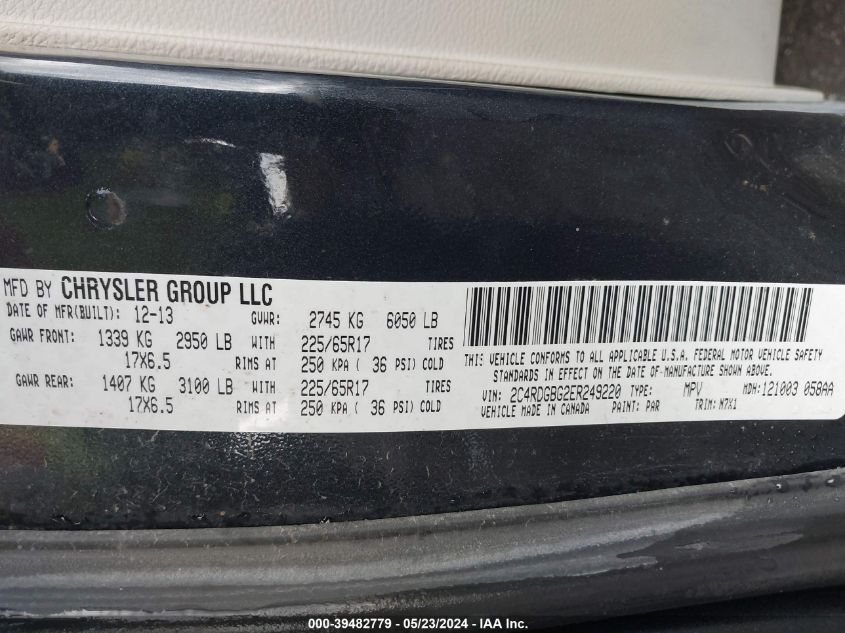 MFD BY CHRYSLER GROUP LLC
DATE OF MFR(BUILT): 12-13 GVWR: 2745 KG 6050 LB
GAWR FRONT: 1339 KG 2950 LB WITH 225/65R17 TIRES
17X6.5 RIMS AT 250 KPA ( 36 PSI) COLD
GAWR REAR: 1407 KG 3100 LB WITH 225/65R17 TIRES
17X6.5 RIMS AT 250 KPA ( 36 PSI) COLD
THIS VEHICLE CONFORMS TO ALL APPLICABLE U.S.A. FEDERAL MOTOR VEHICLE SAFETY
STANDARDS IN EFFECT ON THE DATE OF MANUFACTURE SHOWN ABOVE.
VIN: 2C4RDGBG2ER249220 TYPE: MPV MDH: 121003 058AA
VEHICLE MADE IN CANADA PAINT: PAR TRIM: N7X1
000-39482779 - 05/23/2024 - IAA Inc.